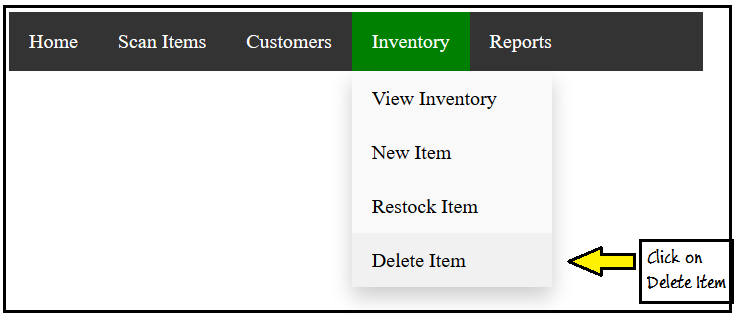 Home Scan Items Customers Inventory Reports
View Inventory
New Item
Restock Item
Delete Item
Click on
Delete Item